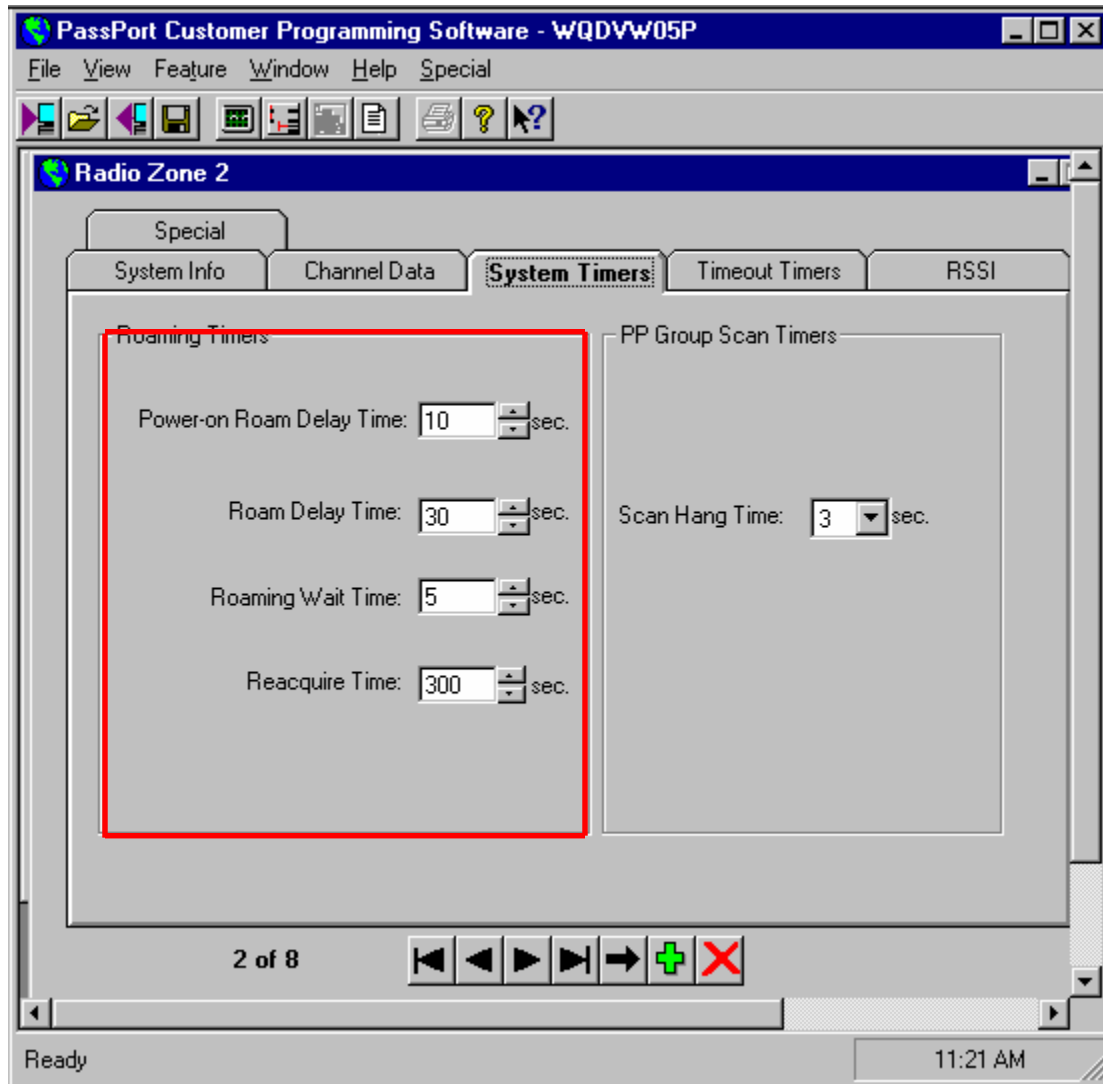 PassPort Customer Programming Software - WQDVW05P
File View Feature Window Help Special
Radio Zone 2
Special
System Info Channel Data System Timers Timeout Timers RSSI
Roaming Timers PP Group Scan Timers
Power-on Roam Delay Time: 10 sec.
Roam Delay Time: 30 sec. Scan Hang Time: 3 sec.
Roaming Wait Time: 5 sec.
Reacquire Time: 300 sec.
2 of 8
Ready 11:21 AM